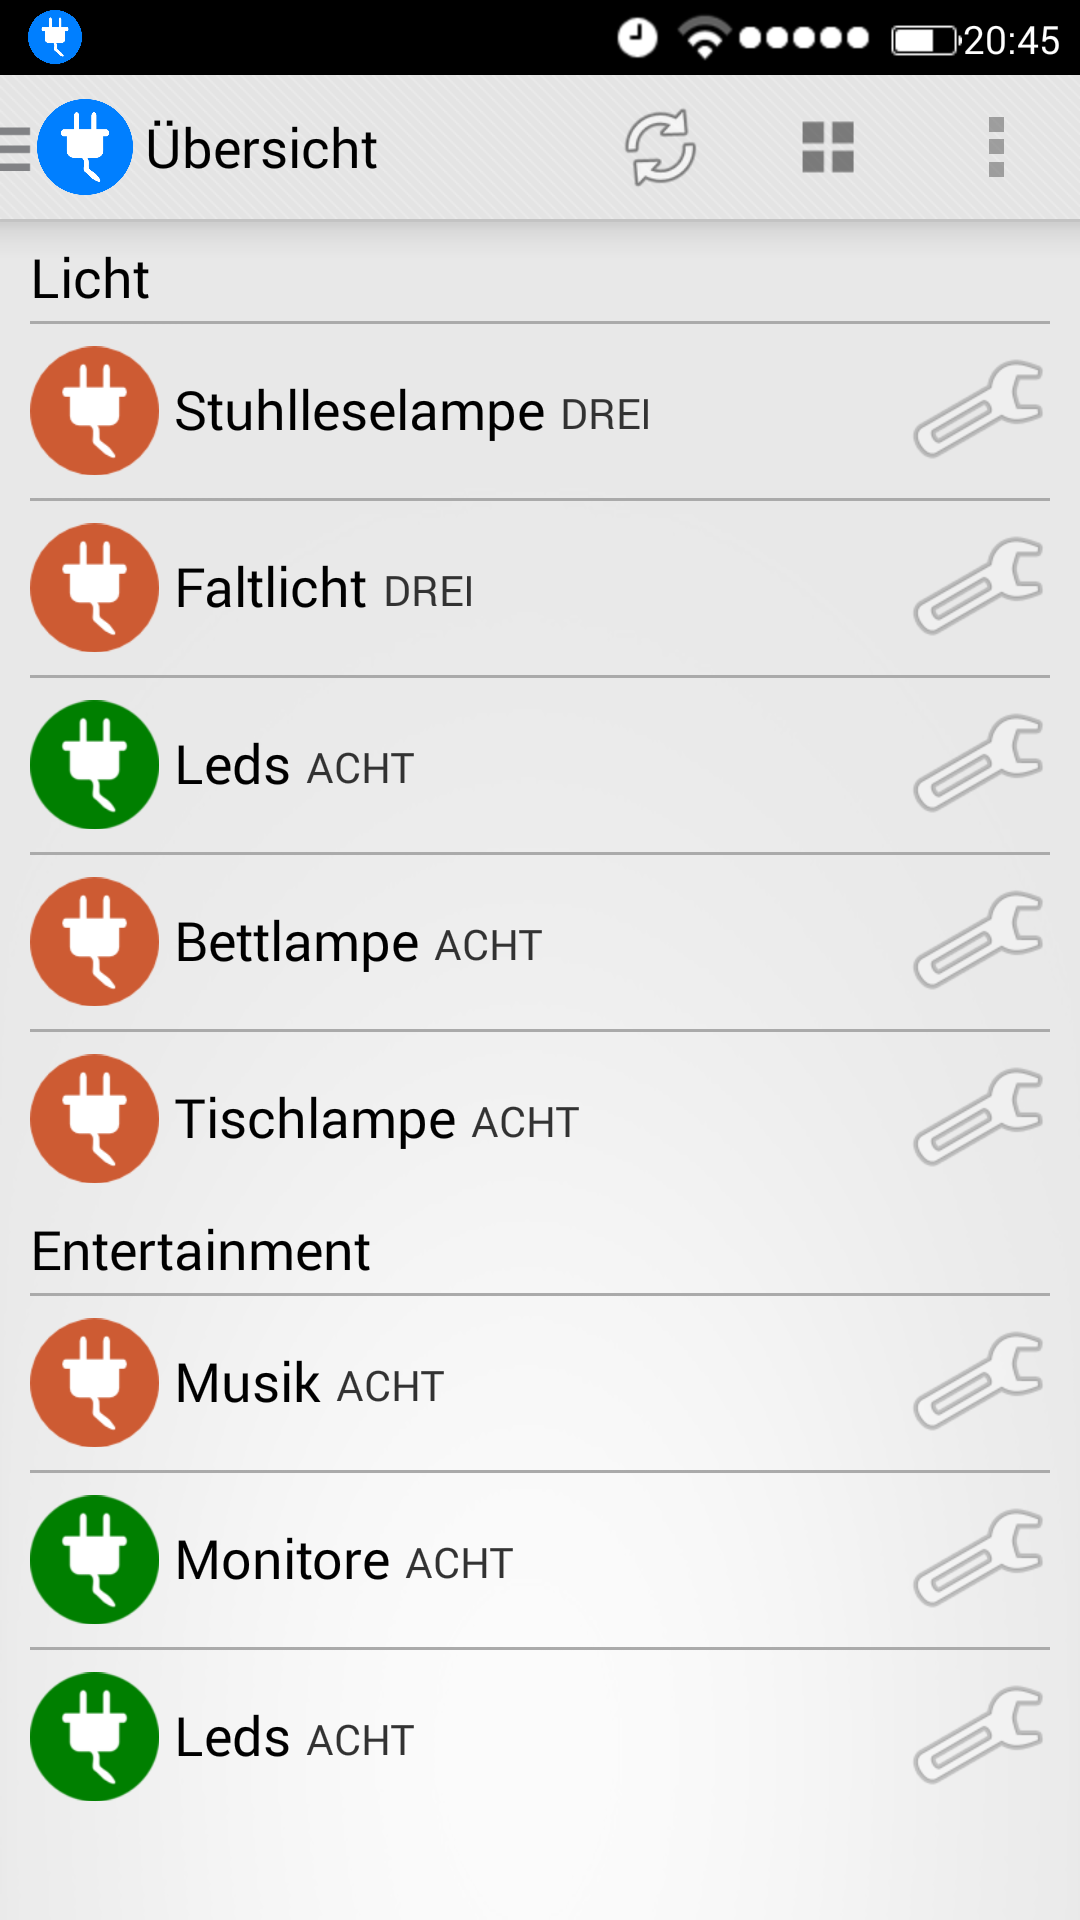 20:45
Übersicht
Licht
Stuhlleselampe DREI
Faltlicht DREI
Leds ACHT
Bettlampe ACHT
Tischlampe ACHT
Entertainment
Musik ACHT
Monitore ACHT
Leds ACHT